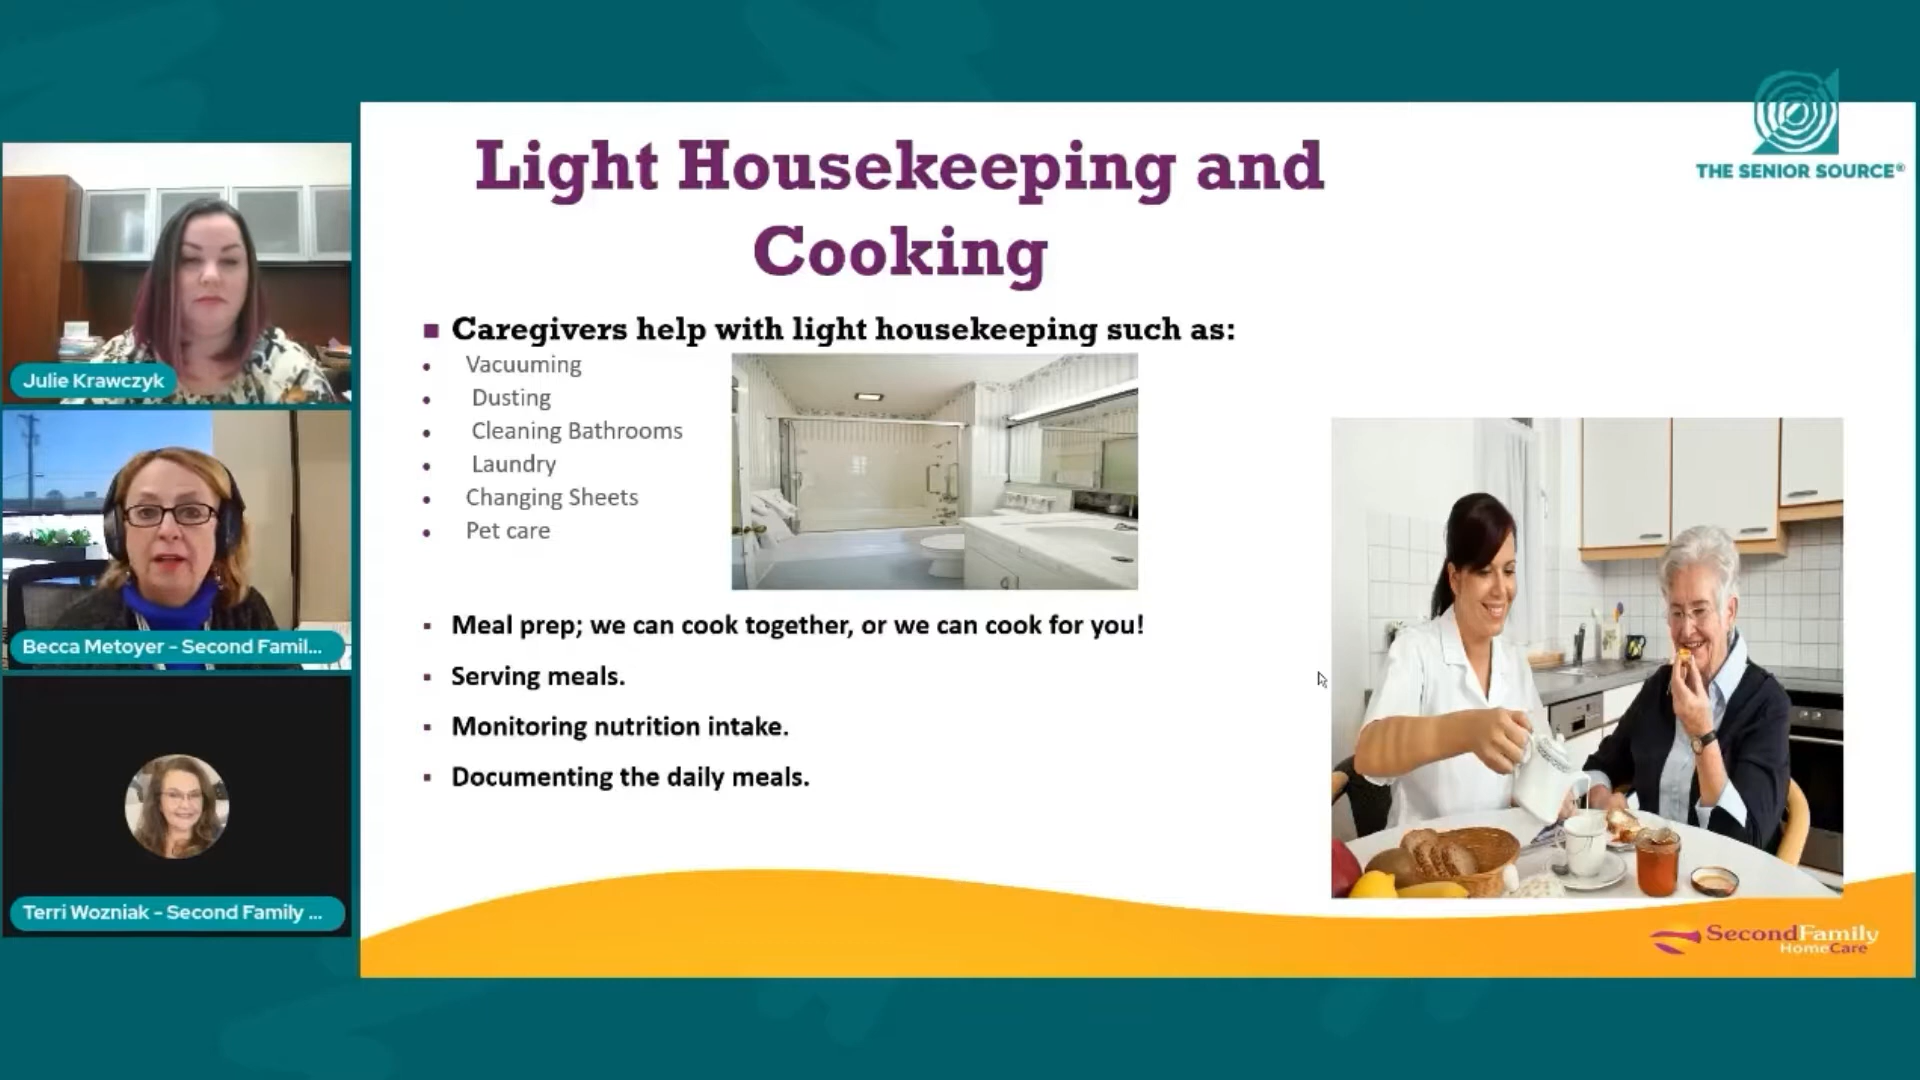 THE SENIOR SOURCE®
Light Housekeeping and
Cooking
Caregivers help with light housekeeping such as:
Vacuuming
Dusting
Cleaning Bathrooms
Laundry
Changing Sheets
Pet care
Meal prep; we can cook together, or we can cook for you!
Serving meals.
Monitoring nutrition intake.
Documenting the daily meals.
SecondFamily
HomeCare
Julie Krawczyk
Becca Metoyer - Second Famil...
Terri Wozniak - Second Family ...